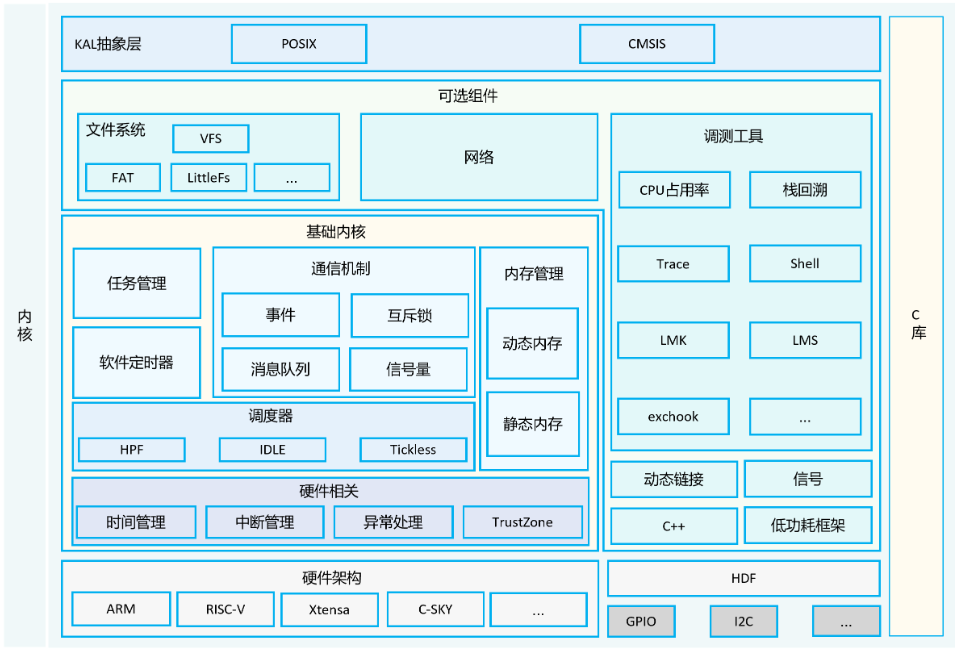 内核
KAL抽象层
POSIX
CMSIS
可选组件
文件系统
VFS
FAT
LittleFs
...
网络
调测工具
CPU占用率
栈回溯
Trace
Shell
LMK
LMS
exchook
...
动态链接
信号
C++
低功耗框架
基础内核
任务管理
软件定时器
通信机制
事件
互斥锁
消息队列
信号量
内存管理
动态内存
静态内存
调度器
HPF
IDLE
Tickless
硬件相关
时间管理
中断管理
异常处理
TrustZone
硬件架构
ARM
RISC-V
Xtensa
C-SKY
...
HDF
GPIO
I2C
...
C库